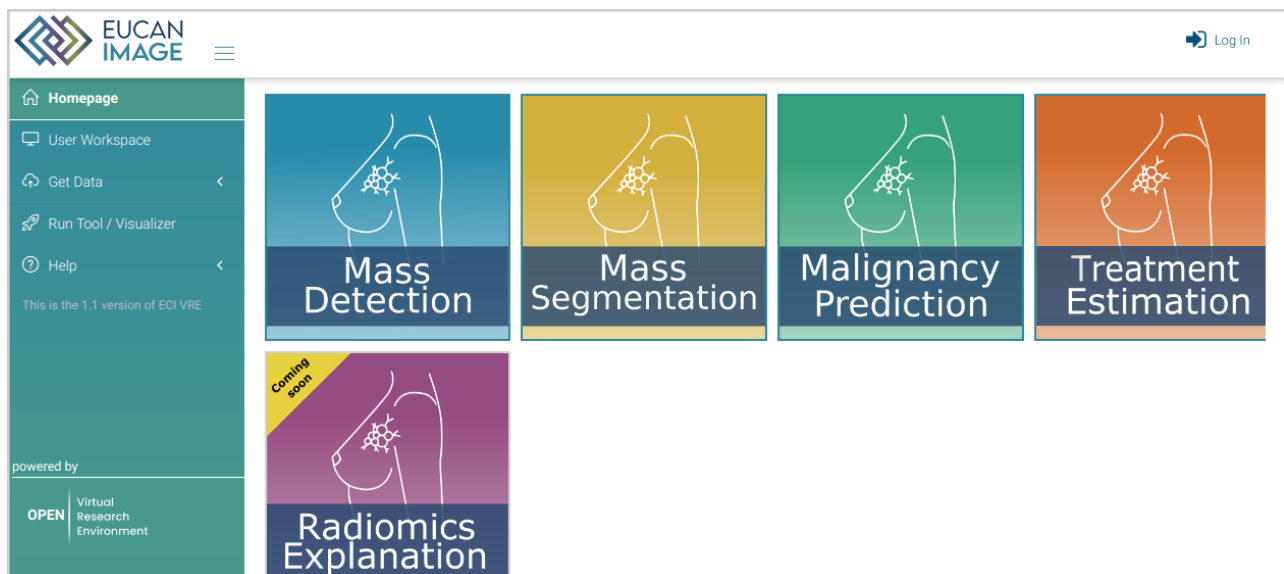 EUCAN
IMAGE
Log In
Homepage
User Workspace
Get Data
Run Tool / Visualizer
Help
This is the 1.1 version of ECI VRE
powered by
OPEN
Virtual
Research
Environment
Mass
Detection
Mass
Segmentation
Malignancy
Prediction
Treatment
Estimation
Coming
soon
Radiomics
Explanation